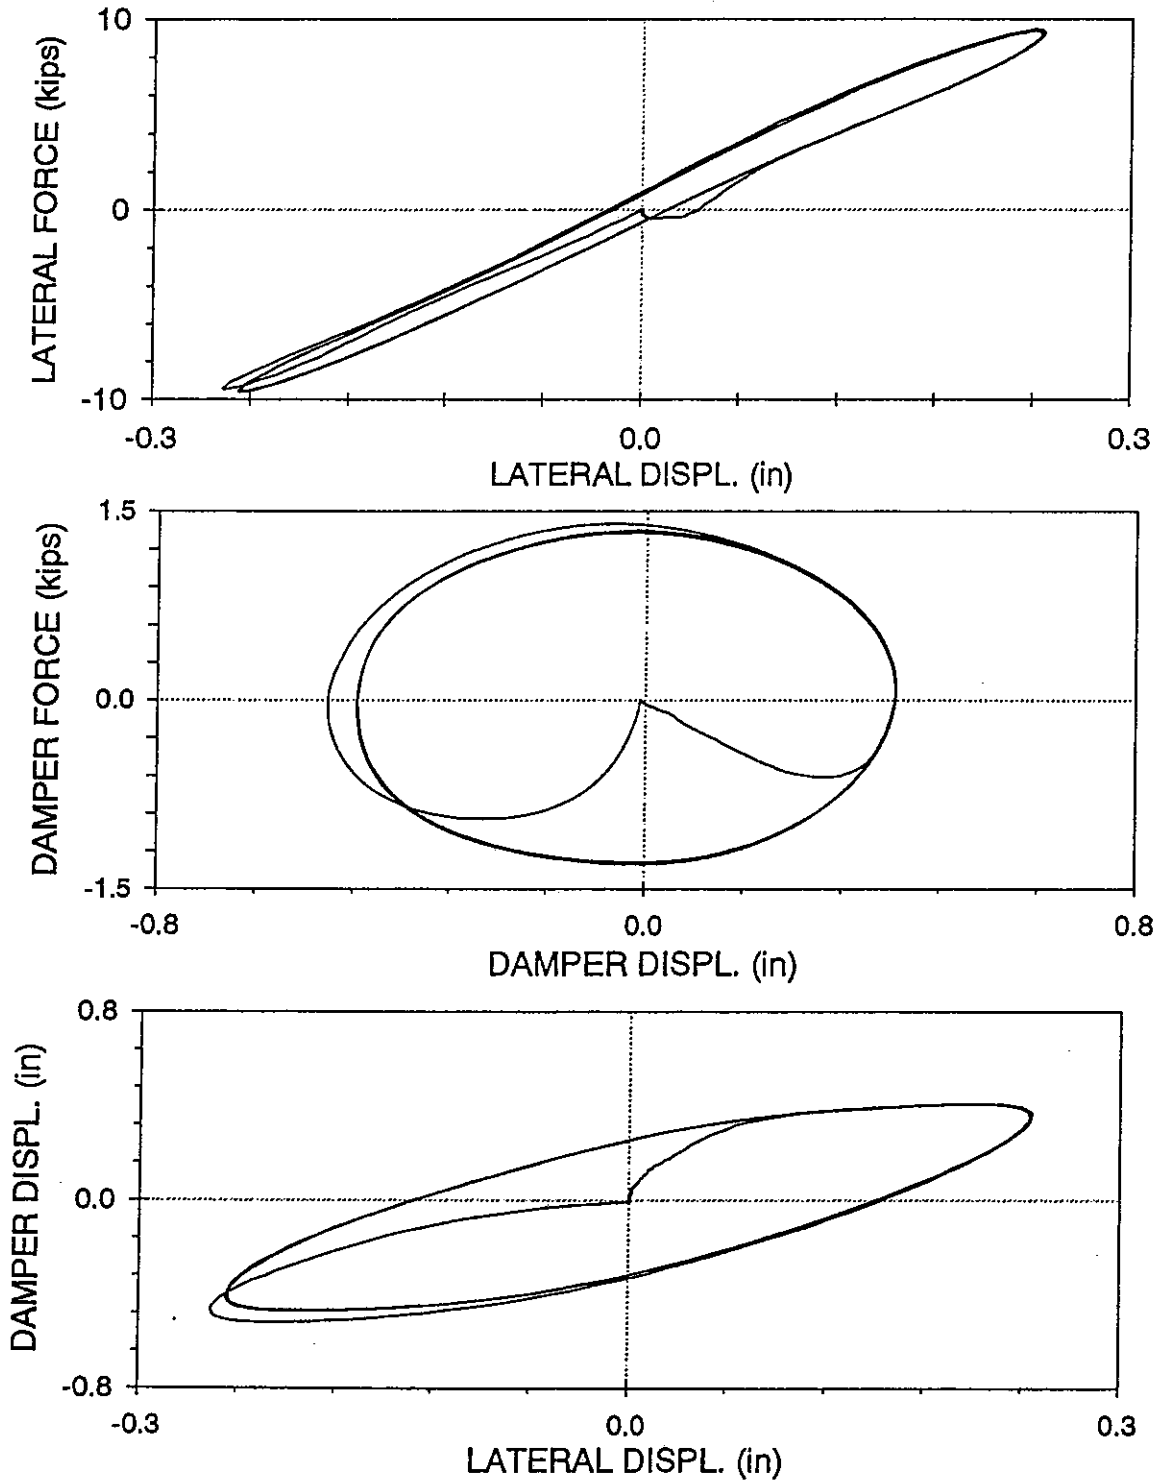 10
LATERAL FORCE (kips)
0
-10
-0.3 0.0 0.3
LATERAL DISPL. (in)
1.5
DAMPER FORCE (kips)
0.0
-1.5
-0.8 0.0 0.8
DAMPER DISPL. (in)
0.8
DAMPER DISPL. (in)
0.0
-0.8
-0.3 0.0 0.3
LATERAL DISPL. (in)